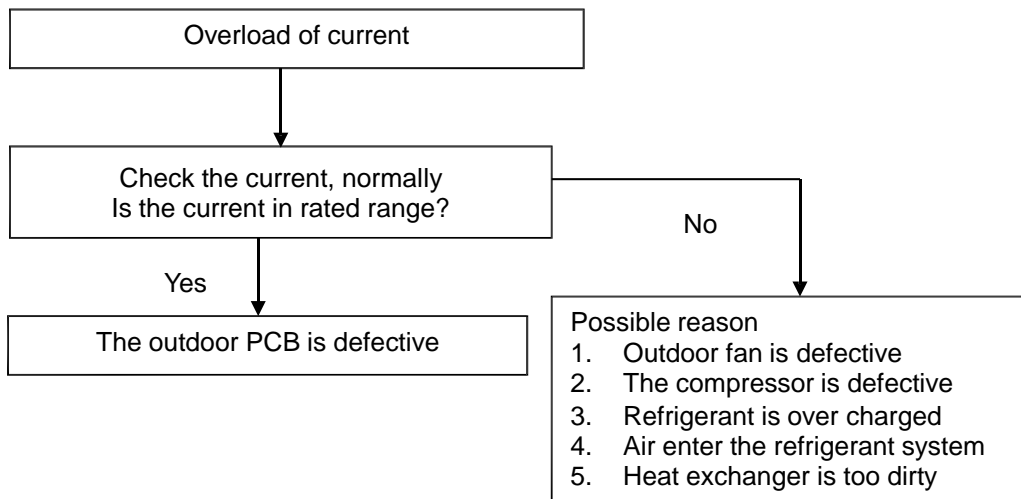 Overload of current
Check the current, normally
Is the current in rated range?
No
Yes
The outdoor PCB is defective
Possible reason
1. Outdoor fan is defective
2. The compressor is defective
3. Refrigerant is over charged
4. Air enter the refrigerant system
5. Heat exchanger is too dirty